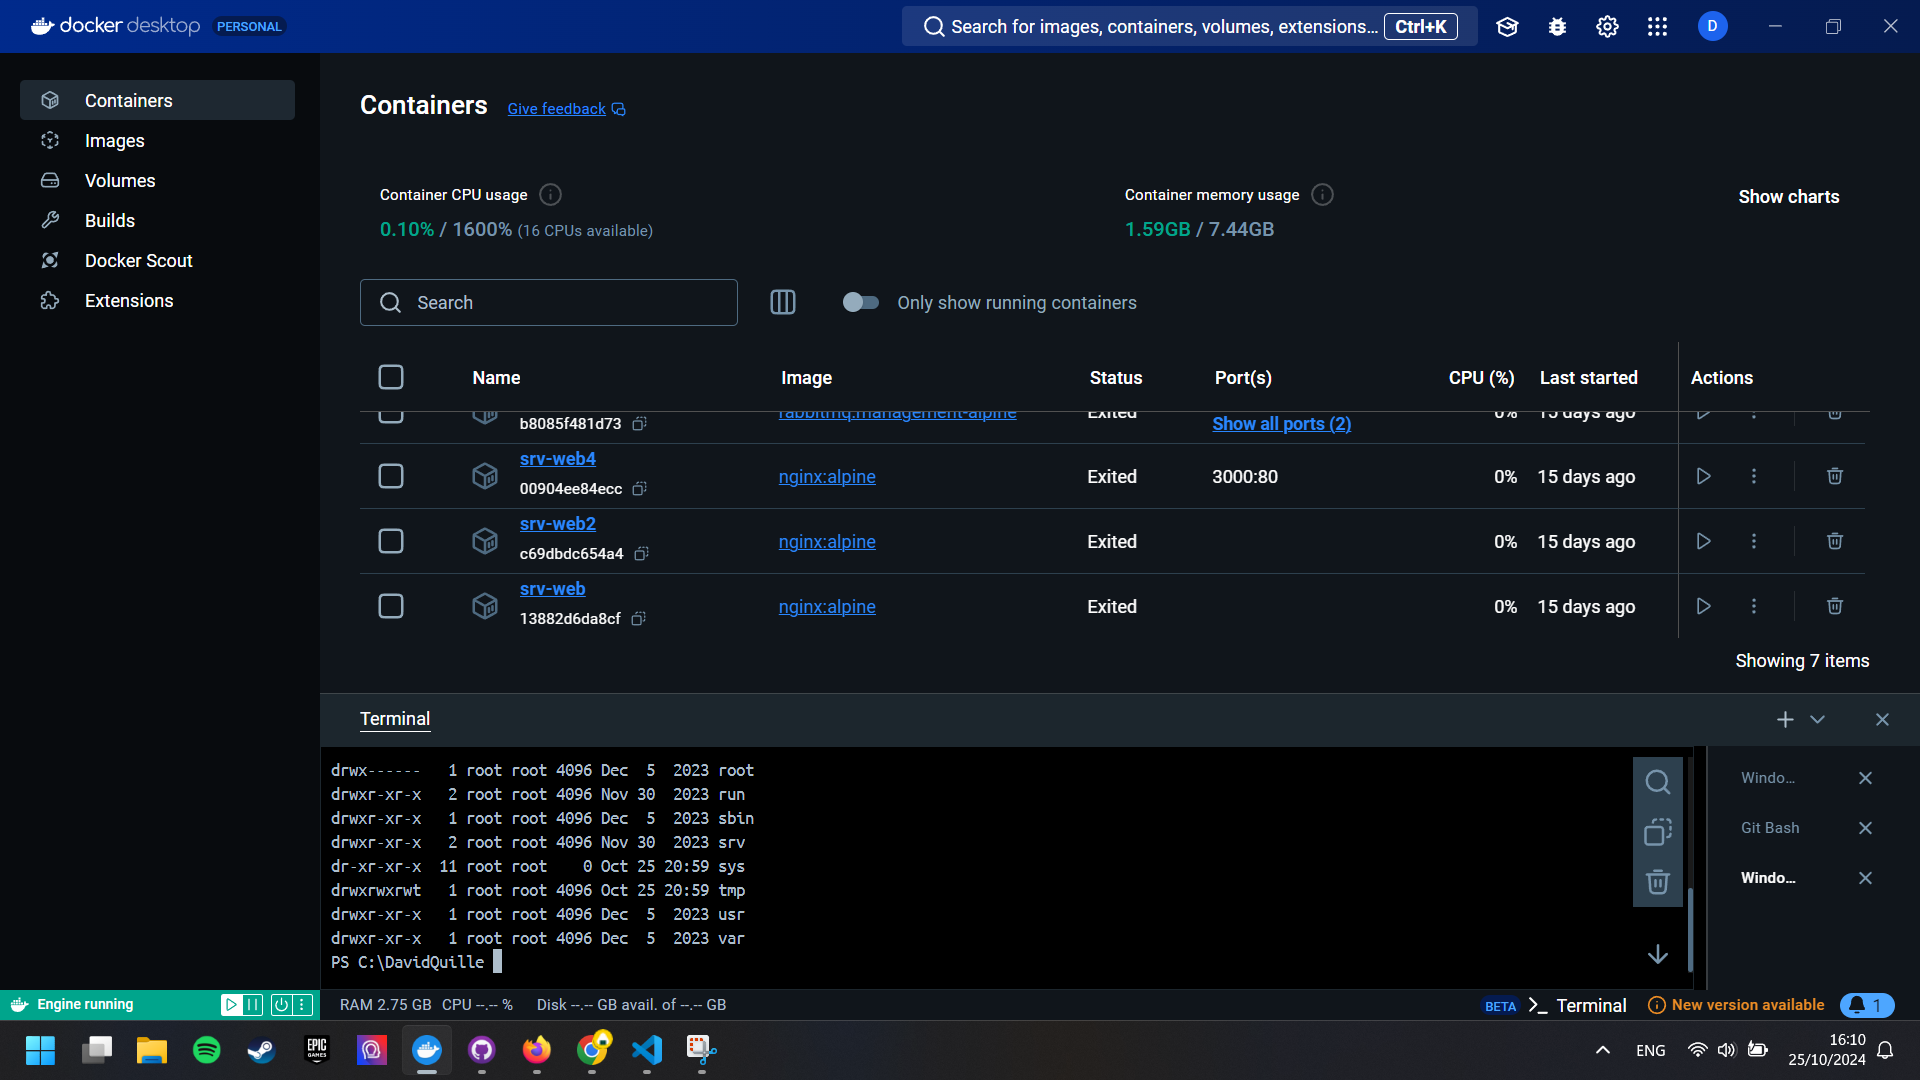 docker desktop PERSONAL
Search for images, containers, volumes, extensions... Ctrl+K
D
Containers
Images
Volumes
Builds
Docker Scout
Extensions
Containers Give feedback
Container CPU usage
0.10% / 1600% (16 CPUs available)
Container memory usage
1.59GB / 7.44GB
Show charts
Search
Only show running containers
Name Image Status Port(s) CPU (%) Last started Actions
rabbitmq:management-alpine Exited 0% 15 days ago
b8085f481d73 Show all ports (2)
srv-web4
00904ee84ecc nginx:alpine Exited 3000:80 0% 15 days ago
srv-web2
c69dbdc654a4 nginx:alpine Exited 0% 15 days ago
srv-web
13882d6da8cf nginx:alpine Exited 0% 15 days ago
Showing 7 items
Terminal
drwx------   1 root root 4096 Dec  5  2023 root
drwxr-xr-x   2 root root 4096 Nov 30  2023 run
drwxr-xr-x   1 root root 4096 Dec  5  2023 sbin
drwxr-xr-x   2 root root 4096 Nov 30  2023 srv
dr-xr-xr-x  11 root root    0 Oct 25 20:59 sys
drwxrwxrwt   1 root root 4096 Oct 25 20:59 tmp
drwxr-xr-x   1 root root 4096 Dec  5  2023 usr
drwxr-xr-x   1 root root 4096 Dec  5  2023 var
PS C:\DavidQuille
Windo...
Git Bash
Windo...
Engine running
RAM 2.75 GB CPU --.-- % Disk --.-- GB avail. of --.-- GB
BETA >_ Terminal
New version available
1
EPIC GAMES
ENG
16:10
25/10/2024